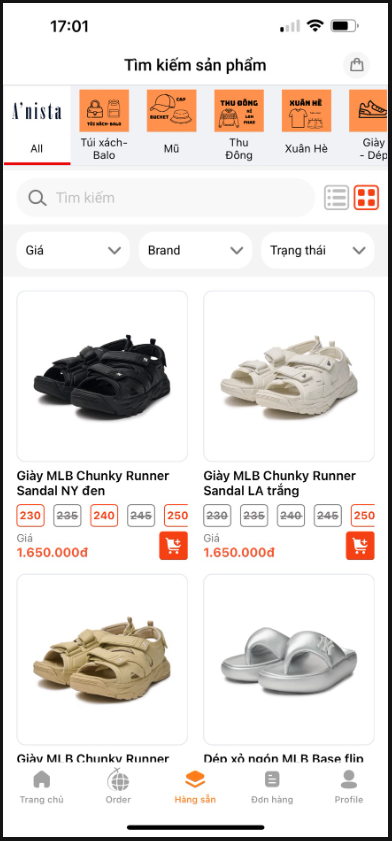 17:01
Tìm kiếm sản phẩm
A'nista
TÚI XÁCH- BALO
CAP
BUCKET
THU ĐÔNG
XUÂN HÈ
All
Túi xách-
Balo
Mũ
Thu
Đông
Xuân Hè
Giày
- Dép
Tìm kiếm
Giá
Brand
Trạng thái
Giày MLB Chunky Runner
Sandal NY đen
230 235 240 245 250
Giá
1.650.000đ
Giày MLB Chunky Runner
Sandal LA trắng
230 235 240 245 250
Giá
1.650.000đ
Giày MLB Chunky Runner
Dép xỏ ngón MLB Base flip
Trang chủ
Order
Hàng sẵn
Đơn hàng
Profile